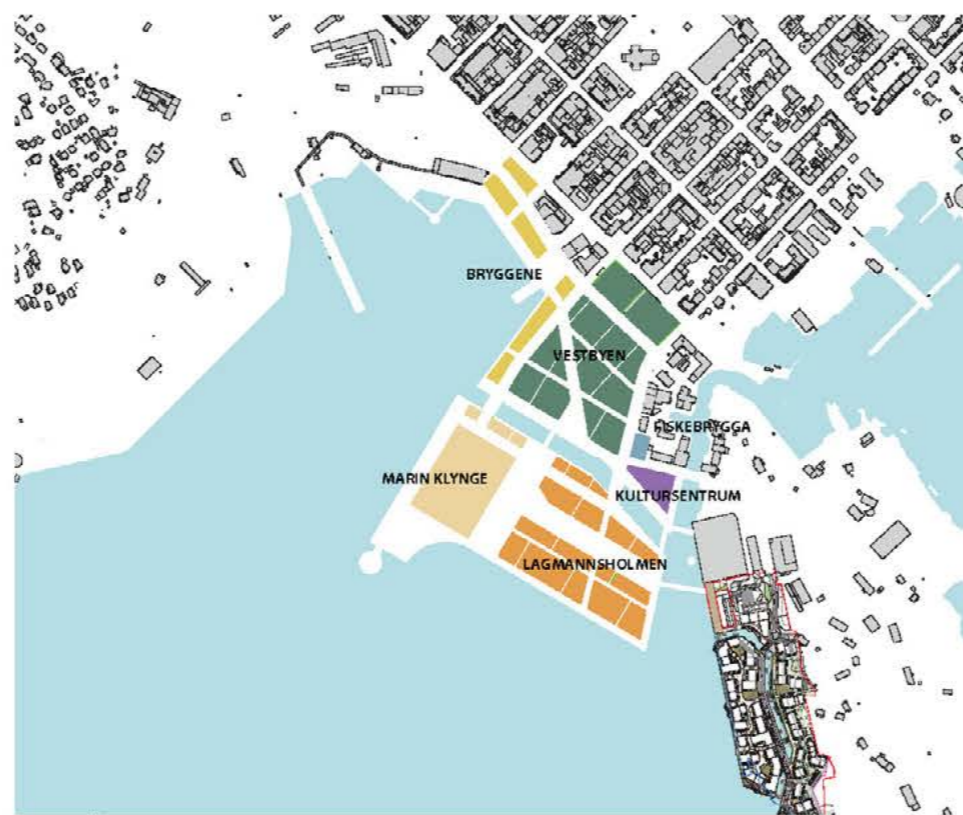 BRYGGENE
VESTBYEN
FISKEBRYGGA
MARIN KLYNGE
KULTURSENTRUM
LAGMANNSHOLMEN